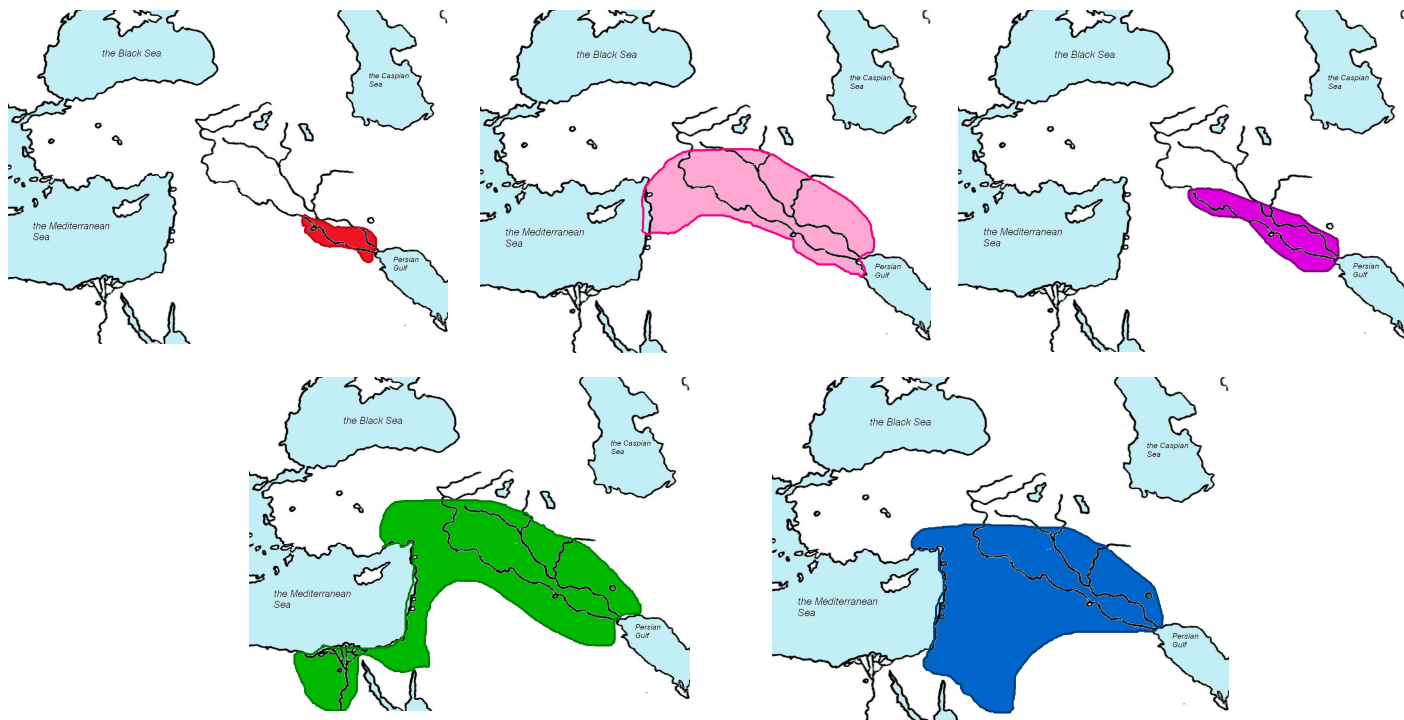 the Black Sea
the Caspian
Sea
the Mediterranean
Sea
Persian
Gulf
the Black Sea
the Caspian
Sea
the Mediterranean
Sea
Persian
Gulf
the Black Sea
the Caspian
Sea
the Mediterranean
Sea
Persian
Gulf
the Black Sea
the Caspian
Sea
the Mediterranean
Sea
Persian
Gulf
the Black Sea
the Caspian
Sea
the Mediterranean
Sea
Persian
Gulf